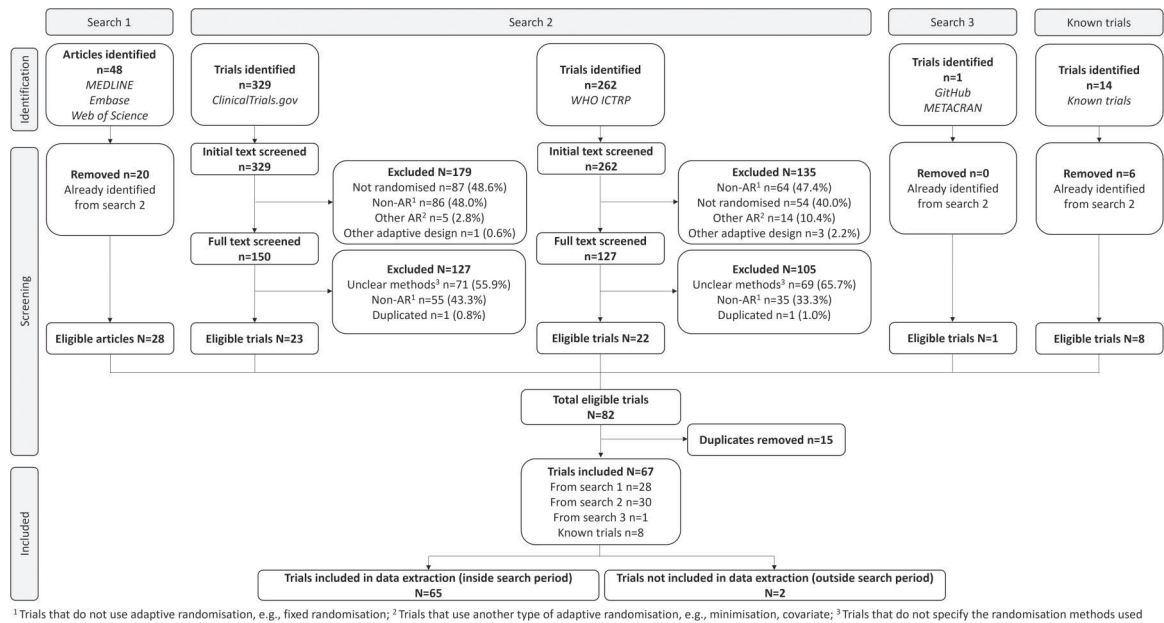 Search 1
Search 2
Search 3
Known trials
Identification
Articles identified
n=48
MEDLINE
Embase
Web of Science
Trials identified
n=329
ClinicalTrials.gov
Trials identified
n=262
WHO ICTRP
Trials identified
n=1
GitHub
METACRAN
Trials identified
n=14
Known trials
Screening
Removed n=20
Already identified
from search 2
Initial text screened
n=329
Excluded N=179
Not randomised n=87 (48.6%)
Non-AR¹ n=86 (48.0%)
Other AR² n=5 (2.8%)
Other adaptive design n=1 (0.6%)
Full text screened
n=150
Excluded N=127
Unclear methods³ n=71 (55.9%)
Non-AR¹ n=55 (43.3%)
Duplicated n=1 (0.8%)
Initial text screened
n=262
Excluded N=135
Non-AR¹ n=64 (47.4%)
Not randomised n=54 (40.0%)
Other AR² n=14 (10.4%)
Other adaptive design n=3 (2.2%)
Full text screened
n=127
Excluded N=105
Unclear methods³ n=69 (65.7%)
Non-AR¹ n=35 (33.3%)
Duplicated n=1 (1.0%)
Removed n=0
Already identified
from search 2
Removed n=6
Already identified
from search 2
Eligible articles N=28
Eligible trials N=23
Eligible trials N=22
Eligible trials N=1
Eligible trials N=8
Total eligible trials
N=82
Duplicates removed n=15
Included
Trials included N=67
From search 1 n=28
From search 2 n=30
From search 3 n=1
Known trials n=8
Trials included in data extraction (inside search period)
N=65
Trials not included in data extraction (outside search period)
N=2
¹ Trials that do not use adaptive randomisation, e.g., fixed randomisation; ² Trials that use another type of adaptive randomisation, e.g., minimisation, covariate; ³ Trials that do not specify the randomisation methods used